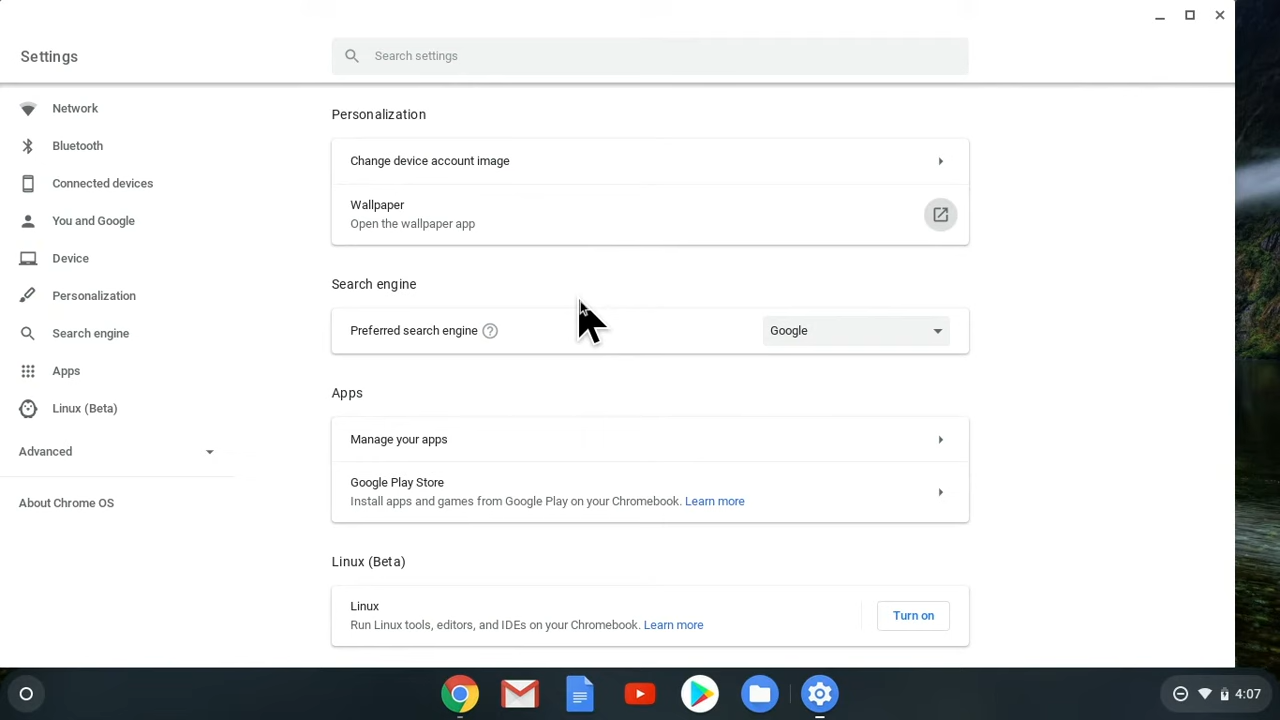 Settings
Search settings
Network
Bluetooth
Connected devices
You and Google
Device
Personalization
Search engine
Apps
Linux (Beta)
Advanced
About Chrome OS
Personalization
Change device account image
Wallpaper
Open the wallpaper app
Search engine
Preferred search engine
Google
Apps
Manage your apps
Google Play Store
Install apps and games from Google Play on your Chromebook. Learn more
Linux (Beta)
Linux
Run Linux tools, editors, and IDEs on your Chromebook. Learn more
Turn on
4:07